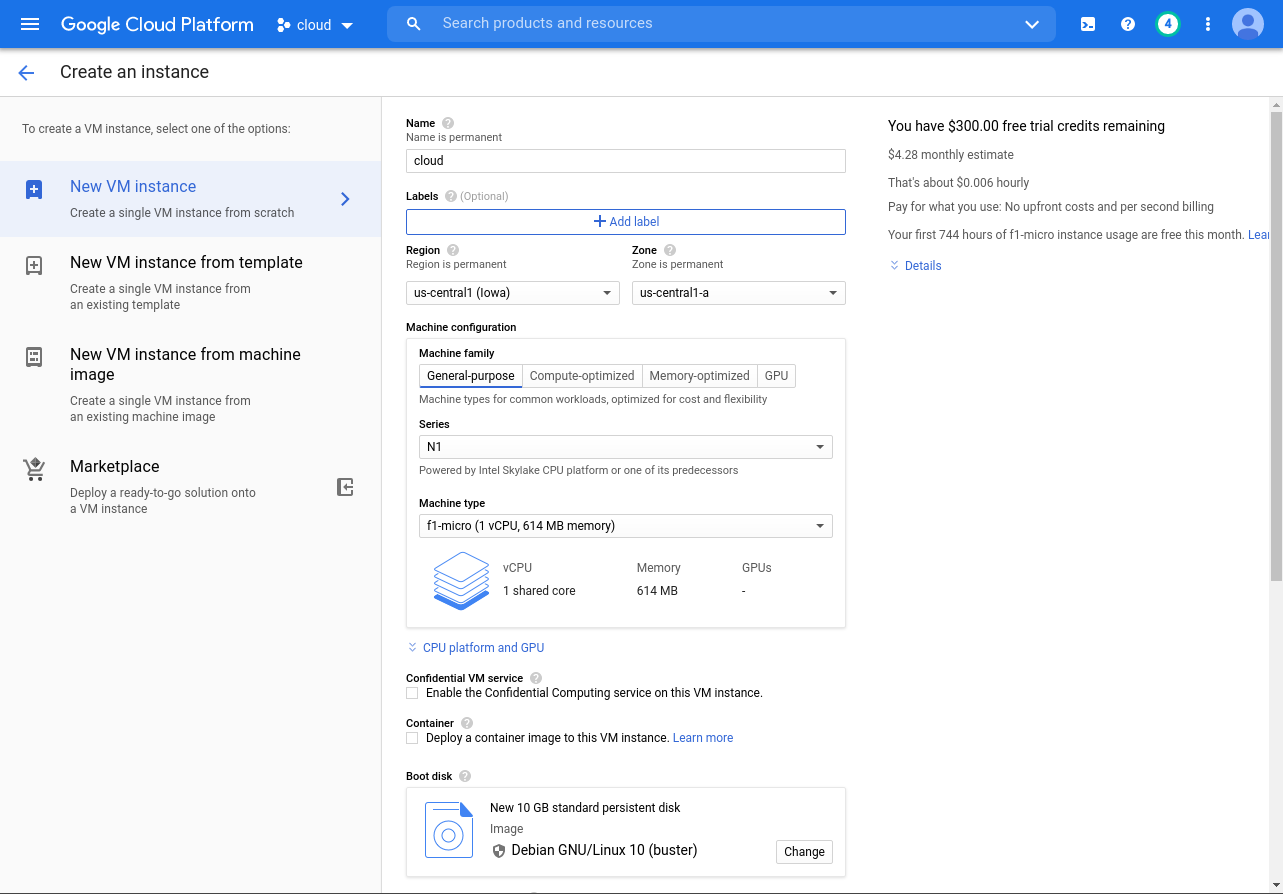 Google Cloud Platform
cloud
Search products and resources
4
Create an instance
To create a VM instance, select one of the options:
New VM instance
Create a single VM instance from scratch
New VM instance from template
Create a single VM instance from
an existing template
New VM instance from machine
image
Create a single VM instance from
an existing machine image
Marketplace
Deploy a ready-to-go solution onto
a VM instance
Name
Name is permanent
cloud
Labels (Optional)
Add label
Region
Region is permanent
us-central1 (Iowa)
Zone
Zone is permanent
us-central1-a
Machine configuration
Machine family
General-purpose Compute-optimized Memory-optimized GPU
Machine types for common workloads, optimized for cost and flexibility
Series
N1
Powered by Intel Skylake CPU platform or one of its predecessors
Machine type
f1-micro (1 vCPU, 614 MB memory)
vCPU Memory GPUs
1 shared core 614 MB -
CPU platform and GPU
Confidential VM service
Enable the Confidential Computing service on this VM instance.
Container
Deploy a container image to this VM instance. Learn more
Boot disk
New 10 GB standard persistent disk
Image
Debian GNU/Linux 10 (buster)
Change
You have $300.00 free trial credits remaining
$4.28 monthly estimate
That's about $0.006 hourly
Pay for what you use: No upfront costs and per second billing
Your first 744 hours of f1-micro instance usage are free this month.
Details